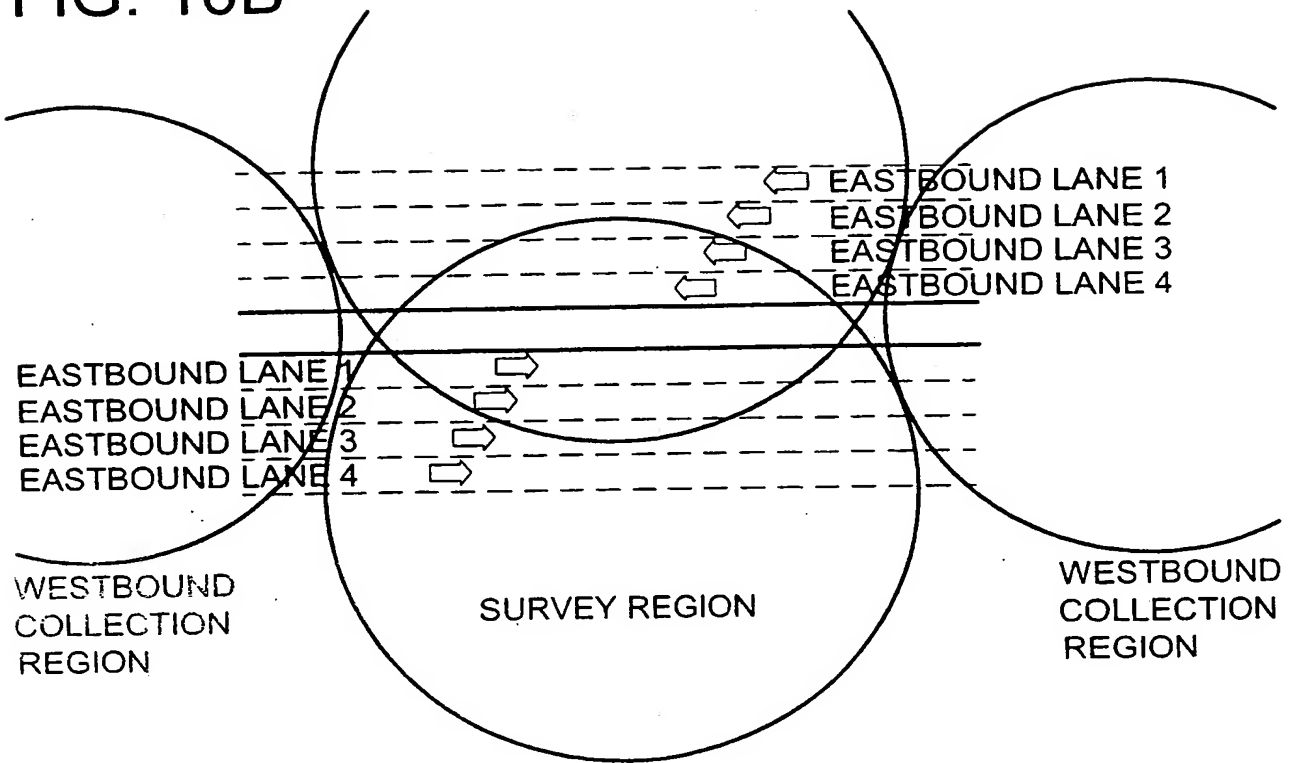 FIG. 16B
EASTBOUND LANE 1
EASTBOUND LANE 2
EASTBOUND LANE 3
EASTBOUND LANE 4
EASTBOUND LANE 1
EASTBOUND LANE 2
EASTBOUND LANE 3
EASTBOUND LANE 4
WESTBOUND
COLLECTION
REGION
SURVEY REGION
WESTBOUND
COLLECTION
REGION